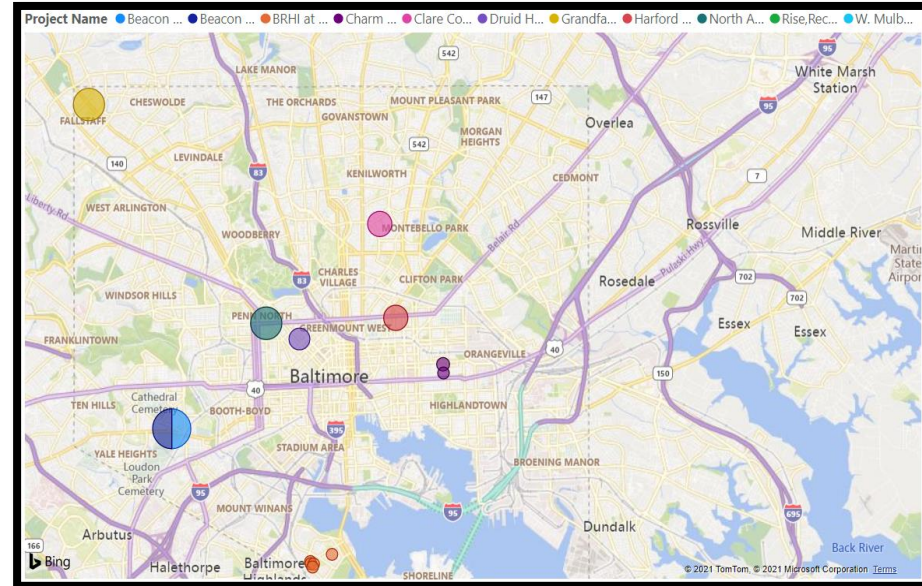 Project Name Beacon ... Beacon ... BRHI at ... Charm ... Clare Co... Druid H... Grandfa... Harford ... North A... Rise,Rec... W. Mulb...
542
95
LAKE MANOR
White Marsh
Station
CHESWOLDE
THE ORCHARDS
MOUNT PLEASANT PARK
147
95
FALLSTAFF
GOVANSTOWN
Overlea
MORGAN
HEIGHTS
542
LEVINDALE
140
83
KENILWORTH
CEDMONT
7
Liberty Rd
WEST ARLINGTON
WOODBERRY
MONTEBELLO PARK
Belair Rd
Rossville
Middle River
Martin
State
Airpor
Pulaski Hwy
CHARLES
VILLAGE
83
CLIFTON PARK
Rosedale
702
WINDSOR HILLS
702
PENN NORTH
GREENMOUNT WEST
Essex
Essex
FRANKLINTOWN
ORANGEVILLE
40
Baltimore
150
40
Cathedral
Cemetery
TEN HILLS
BOOTH-BOYD
HIGHLANDTOWN
395
STADIUM AREA
YALE HEIGHTS
Loudon
Park
Cemetery
BROENING MANOR
95
MOUNT WINANS
95
695
Arbutus
Dundalk
166
Back River
Bing
Halethorpe
Baltimore
Highlands
SHORELINE
© 2021 TomTom, © 2021 Microsoft Corporation Terms